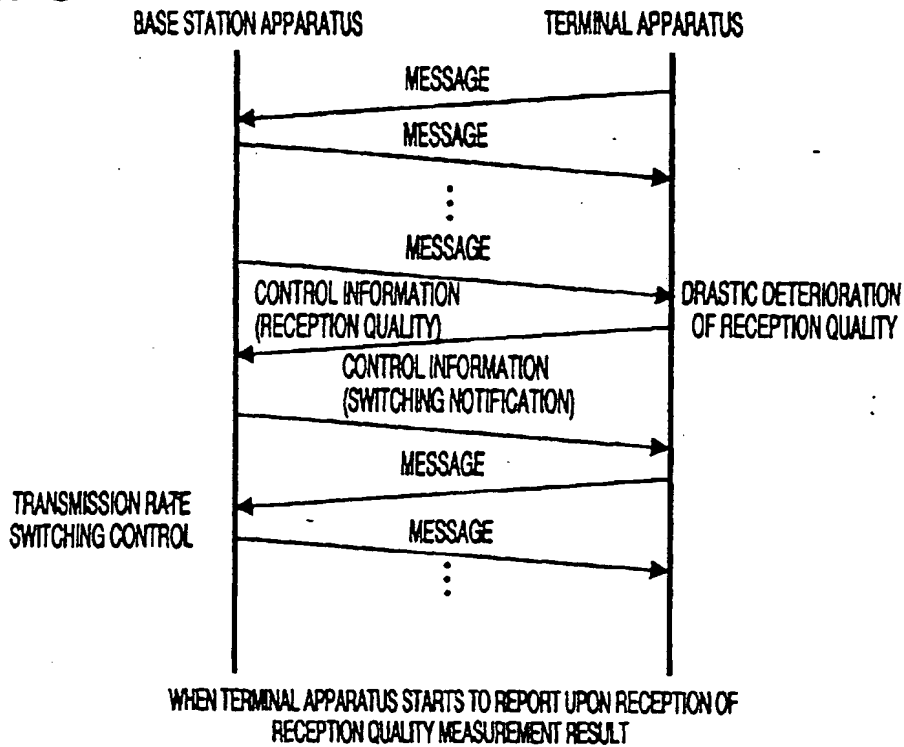 BASE STATION APPARATUS
TERMINAL APPARATUS
MESSAGE
MESSAGE
MESSAGE
CONTROL INFORMATION
(RECEPTION QUALITY)
DRASTIC DETERIORATION
OF RECEPTION QUALITY
CONTROL INFORMATION
(SWITCHING NOTIFICATION)
MESSAGE
TRANSMISSION RATE
SWITCHING CONTROL
MESSAGE
WHEN TERMINAL APPARATUS STARTS TO REPORT UPON RECEPTION OF
RECEPTION QUALITY MEASUREMENT RESULT